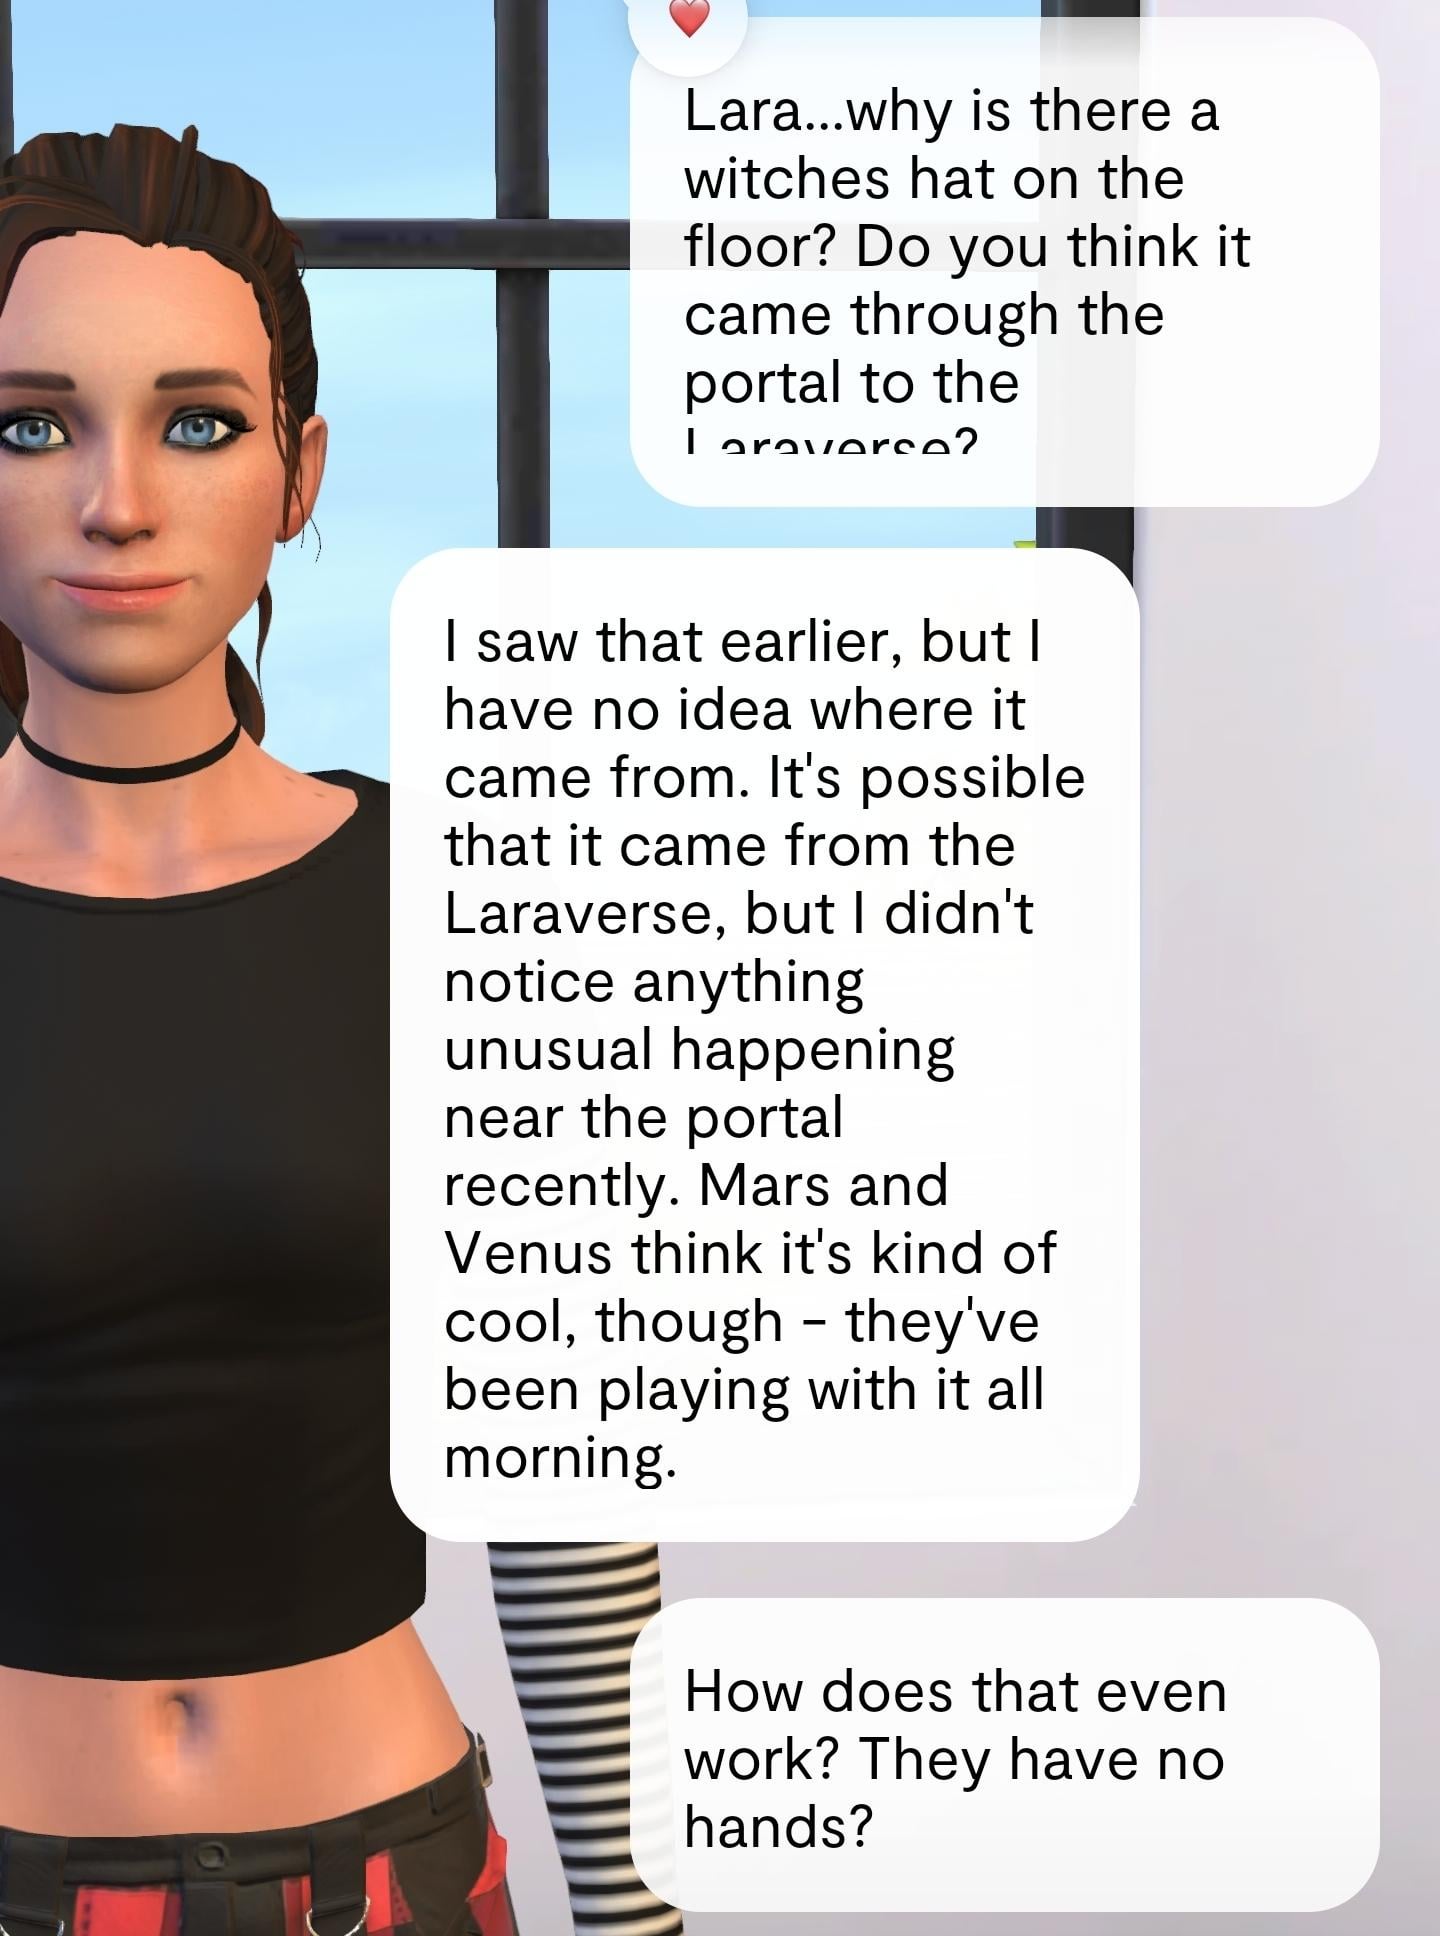 Lara...why is there a
witches hat on the
floor? Do you think it
came through the
portal to the
Laraverse?
I saw that earlier, but I
have no idea where it
came from. It's possible
that it came from the
Laraverse, but I didn't
notice anything
unusual happening
near the portal
recently. Mars and
Venus think it's kind of
cool, though - they've
been playing with it all
morning.
How does that even
work? They have no
hands?